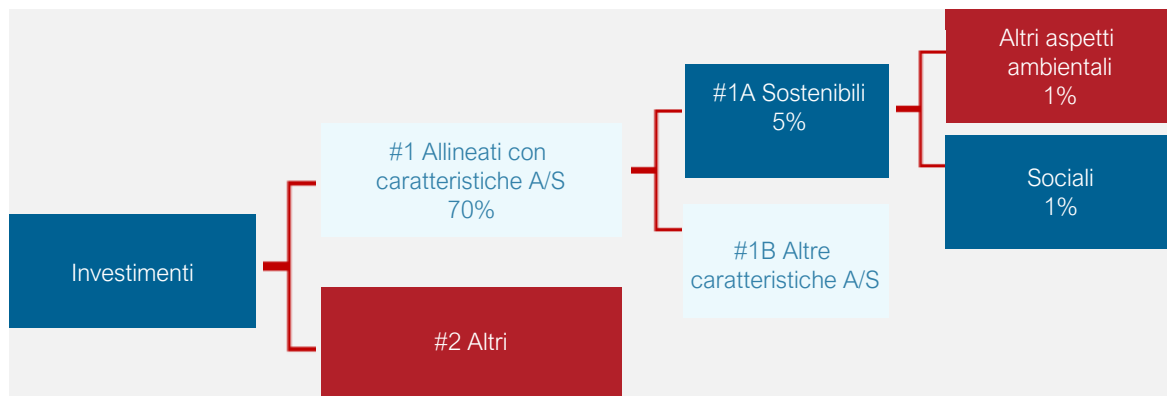 Investimenti
#1 Allineati con
caratteristiche A/S
70%
#2 Altri
#1A Sostenibili
5%
#1B Altre
caratteristiche A/S
Altri aspetti
ambientali
1%
Sociali
1%